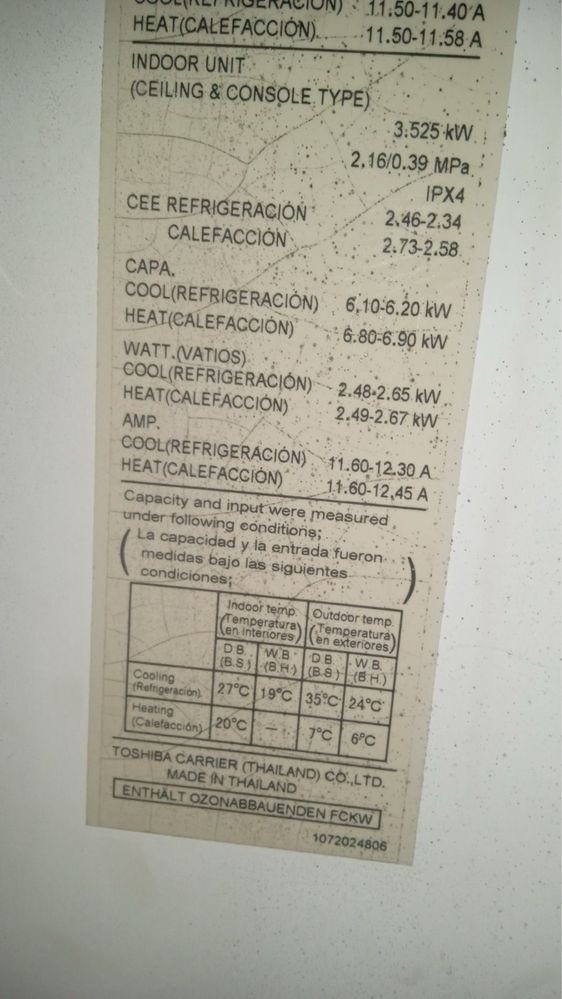 COOL(REFRIGERACIÓN) 11.50-11.40 A
HEAT(CALEFACCIÓN) 11.50-11.58 A
INDOOR UNIT
(CEILING & CONSOLE TYPE)
3.525 kW
2.16/0.39 MPa
IPX4
CEE REFRIGERACIÓN 2.46-2.34
CALEFACCIÓN 2.73-2.58
CAPA.
COOL(REFRIGERACIÓN) 6.10-6.20 kW
HEAT(CALEFACCIÓN) 6.80-6.90 kW
WATT.(VATIOS)
COOL(REFRIGERACIÓN) 2.48-2.65 kW
HEAT(CALEFACCIÓN) 2.49-2.67 kW
AMP.
COOL(REFRIGERACIÓN) 11.60-12.30 A
HEAT(CALEFACCIÓN) 11.60-12.45 A
Capacity and input were measured
under following conditions;
(La capacidad y la entrada fueron
medidas bajo las siguientes
condiciones;)
Indoor temp. Outdoor temp.
(Temperatura (Temperatura
en interiores) en exteriores)
D.B. W.B. D.B. W.B.
(B.S.) (B.H.) (B.S.) (B.H.)
Cooling
(Refrigeración) 27°C 19°C 35°C 24°C
Heating
(Calefacción) 20°C — 7°C 6°C
TOSHIBA CARRIER (THAILAND) CO.,LTD.
MADE IN THAILAND
ENTHÄLT OZONABBAUENDEN FCKW
1072024806